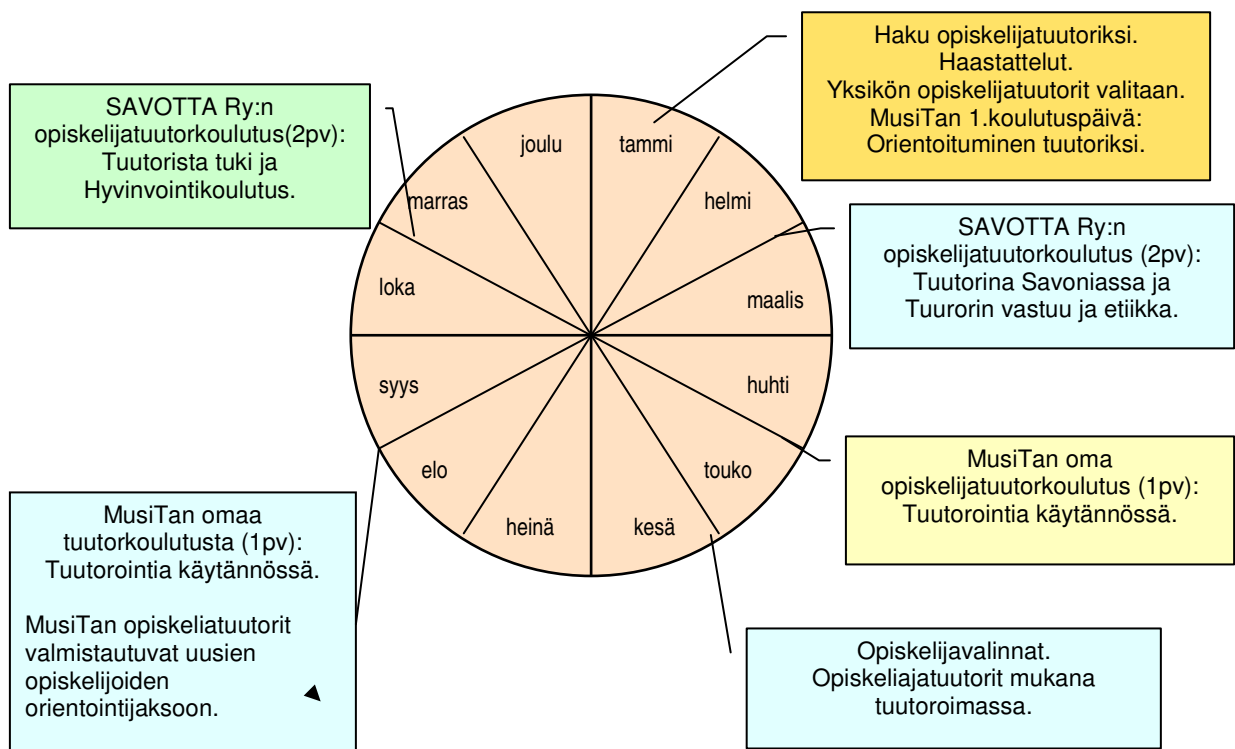 Haku opiskelijatuutoriksi.
Haastattelut.
Yksikön opiskelijatuutorit valitaan.
MusiTan 1.koulutuspäivä:
Orientoituminen tuutoriksi.
SAVOTTA Ry:n
opiskelijatuutorkoulutus(2pv):
Tuutorista tuki ja
Hyvinvointikoulutus.
joulu
tammi
marras
helmi
loka
maalis
syys
huhti
elo
touko
heinä
kesä
SAVOTTA Ry:n
opiskelijatuutorkoulutus (2pv):
Tuutorina Savoniassa ja
Tuurorin vastuu ja etiikka.
MusiTan oma
opiskelijatuutorkoulutus (1pv):
Tuutorointia käytännössä.
MusiTan omaa
tuutorkoulutusta (1pv):
Tuutorointia käytännössä.
MusiTan opiskeliatuutorit
valmistautuvat uusien
opiskelijoiden
orientointijaksoon.
Opiskelijavalinnat.
Opiskeliajatuutorit mukana
tuutoroimassa.